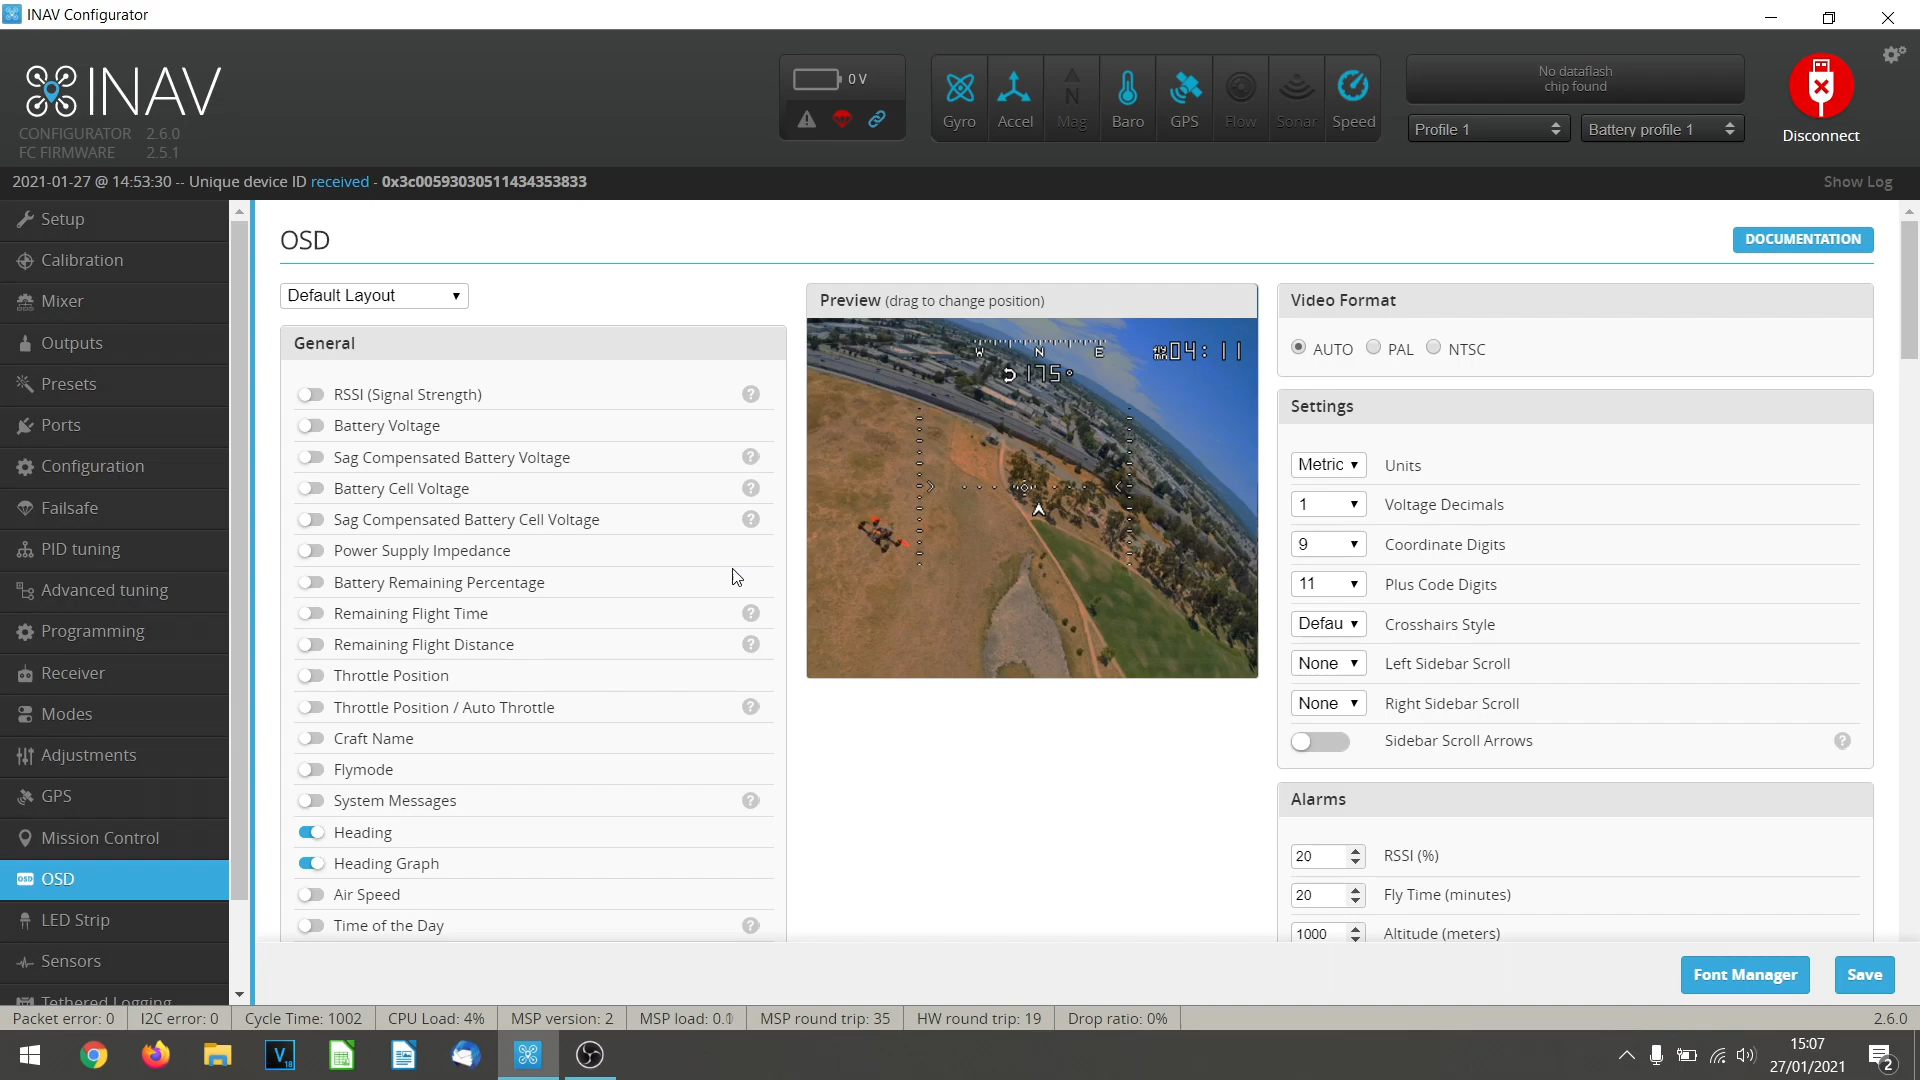 INAV Configurator
INAV
CONFIGURATOR 2.6.0
FC FIRMWARE 2.5.1
0 V
Gyro
Accel
Mag
Baro
GPS
Flow
Sonar
Speed
No dataflash
chip found
Profile 1
Battery profile 1
Disconnect
2021-01-27 @ 14:53:30 -- Unique device ID received - 0x3c00593030511434353833
Show Log
Setup
Calibration
Mixer
Outputs
Presets
Ports
Configuration
Failsafe
PID tuning
Advanced tuning
Programming
Receiver
Modes
Adjustments
GPS
Mission Control
OSD
LED Strip
Sensors
Tethered Logging
OSD
DOCUMENTATION
Default Layout
General
RSSI (Signal Strength) ?
Battery Voltage
Sag Compensated Battery Voltage ?
Battery Cell Voltage ?
Sag Compensated Battery Cell Voltage ?
Power Supply Impedance
Battery Remaining Percentage
Remaining Flight Time ?
Remaining Flight Distance ?
Throttle Position
Throttle Position / Auto Throttle ?
Craft Name
Flymode
System Messages ?
Heading
Heading Graph
Air Speed
Time of the Day ?
Preview (drag to change position)
W N E
FLY MN 04:11
175°
Video Format
AUTO PAL NTSC
Settings
Metric Units
1 Voltage Decimals
9 Coordinate Digits
11 Plus Code Digits
Defau Crosshairs Style
None Left Sidebar Scroll
None Right Sidebar Scroll
Sidebar Scroll Arrows ?
Alarms
20 RSSI (%)
20 Fly Time (minutes)
1000 Altitude (meters)
Font Manager
Save
Packet error: 0
I2C error: 0
Cycle Time: 1002
CPU Load: 4%
MSP version: 2
MSP load: 0.
MSP round trip: 35
HW round trip: 19
Drop ratio: 0%
2.6.0
15:07
27/01/2021
2